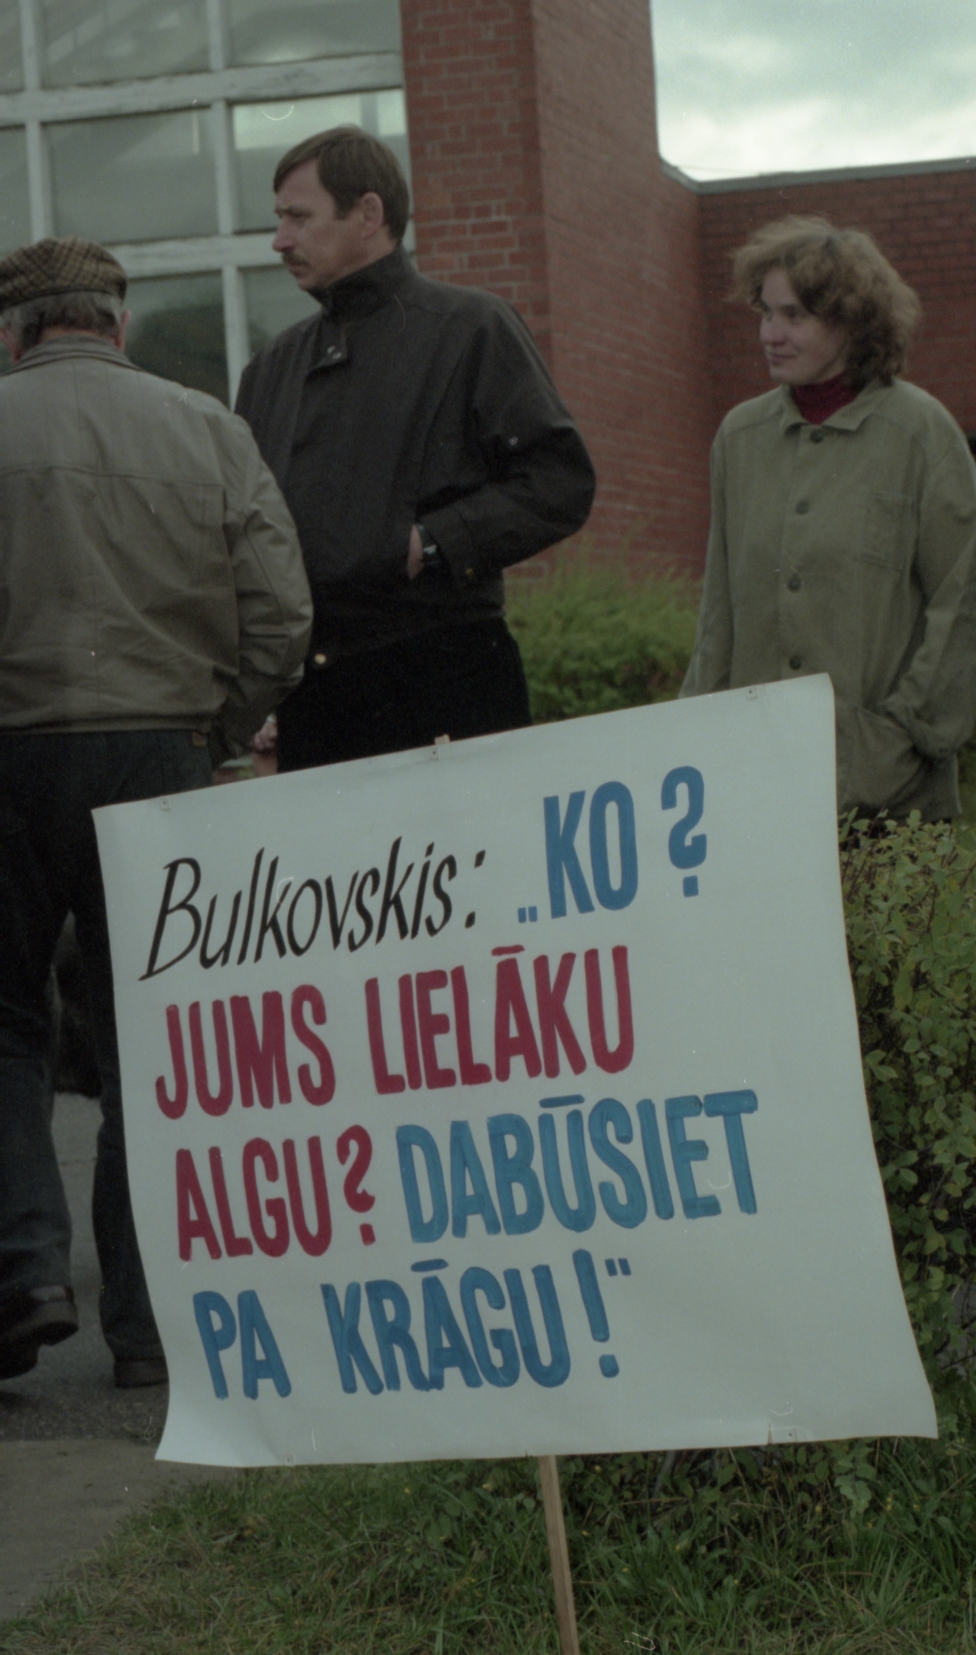 Bulkovskis: „KO?
JUMS LIELĀKU
ALGU? DABŪSIET
PA KRĀGU!"